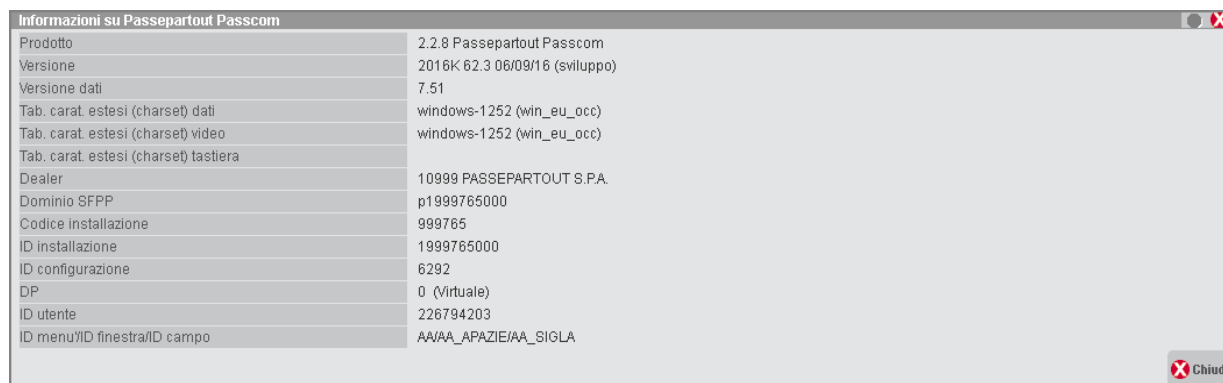 Informazioni su Passepartout Passcom
Prodotto 2.2.8 Passepartout Passcom
Versione 2016K 62.3 06/09/16 (sviluppo)
Versione dati 7.51
Tab. carat. estesi (charset) dati windows-1252 (win_eu_occ)
Tab. carat. estesi (charset) video windows-1252 (win_eu_occ)
Tab. carat. estesi (charset) tastiera
Dealer 10999 PASSEPARTOUT S.P.A.
Dominio SFPP p1999765000
Codice installazione 999765
ID installazione 1999765000
ID configurazione 6292
DP 0 (Virtuale)
ID utente 226794203
ID menu'/ID finestra/ID campo AA/AA_APAZIE/AA_SIGLA
Chiud